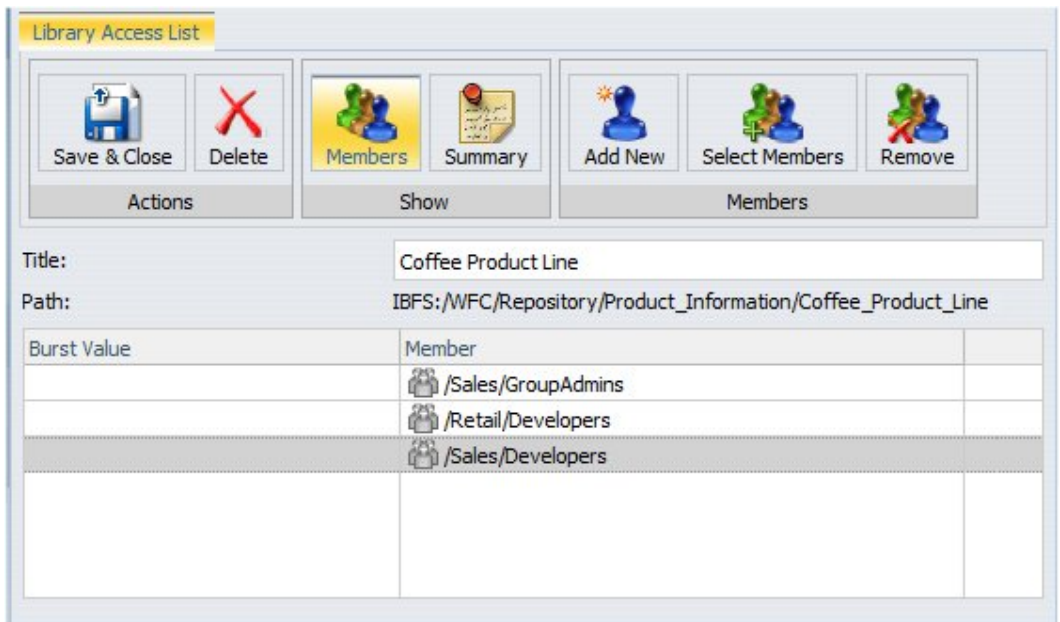 Library Access List
Save & Close Delete Members Summary Add New Select Members Remove
Actions Show Members
Title: Coffee Product Line
Path: IBFS:/WFC/Repository/Product_Information/Coffee_Product_Line
Burst Value Member
/Sales/GroupAdmins
/Retail/Developers
/Sales/Developers